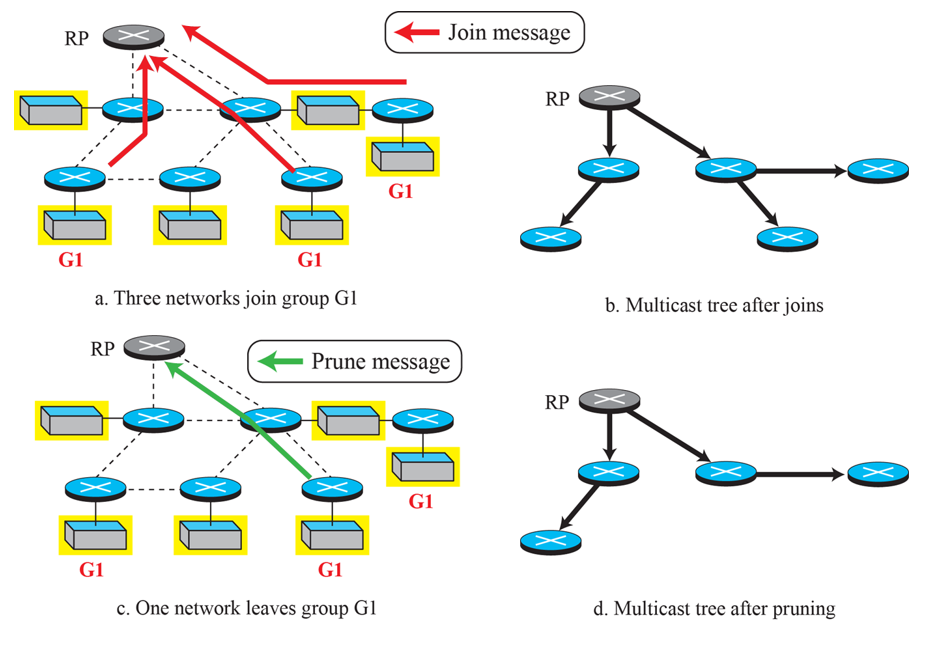 RP
Join message
G1
G1
G1
a. Three networks join group G1
RP
b. Multicast tree after joins
RP
Prune message
G1
G1
G1
c. One network leaves group G1
RP
d. Multicast tree after pruning